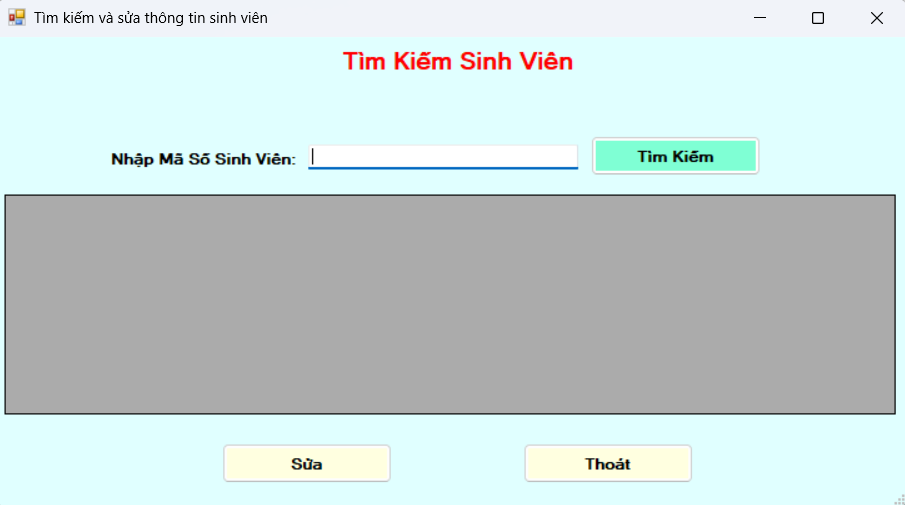 Tìm kiếm và sửa thông tin sinh viên
Tìm Kiếm Sinh Viên
Nhập Mã Số Sinh Viên:
Tìm Kiếm
Sửa
Thoát